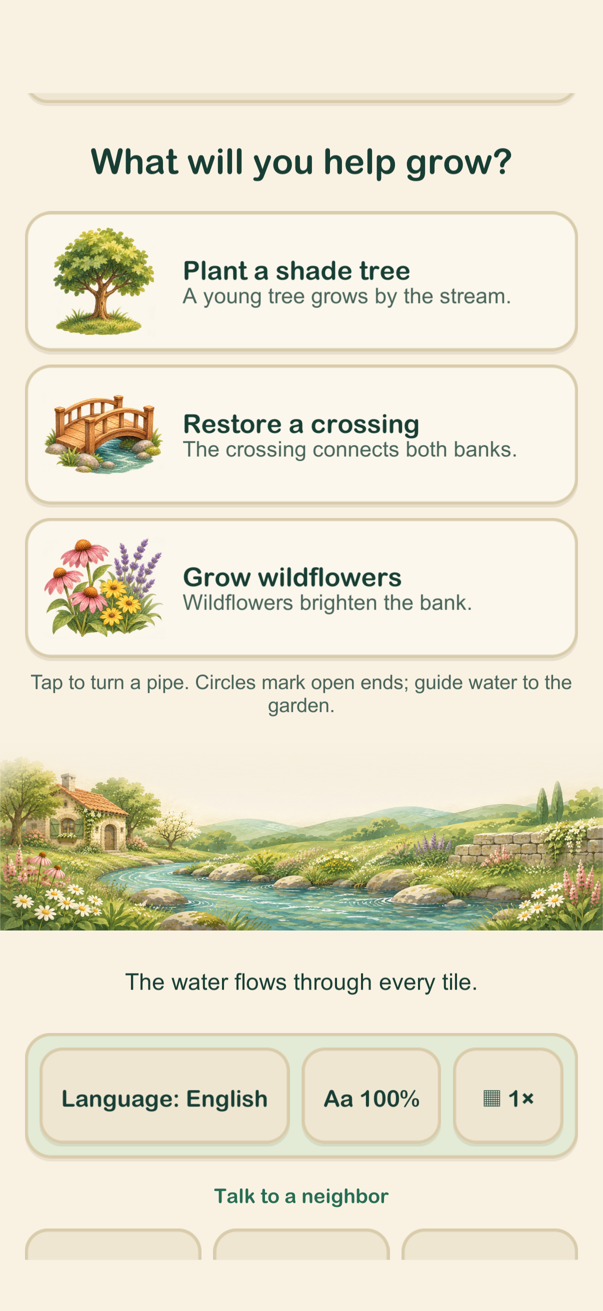 What will you help grow?
Plant a shade tree
A young tree grows by the stream.
Restore a crossing
The crossing connects both banks.
Grow wildflowers
Wildflowers brighten the bank.
Tap to turn a pipe. Circles mark open ends; guide water to the
garden.
The water flows through every tile.
Language: English
Aa 100%
▦ 1×
Talk to a neighbor